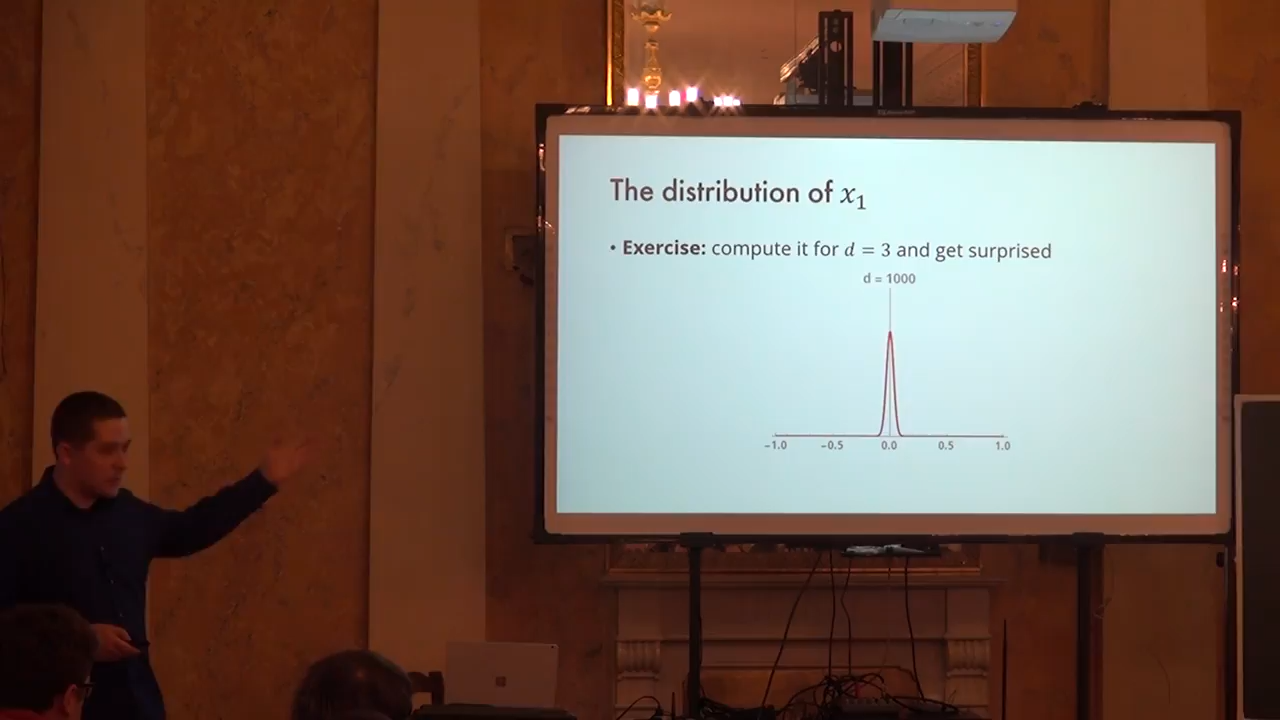 The distribution of x₁
• Exercise: compute it for d = 3 and get surprised
d = 1000
−1.0 −0.5 0.0 0.5 1.0